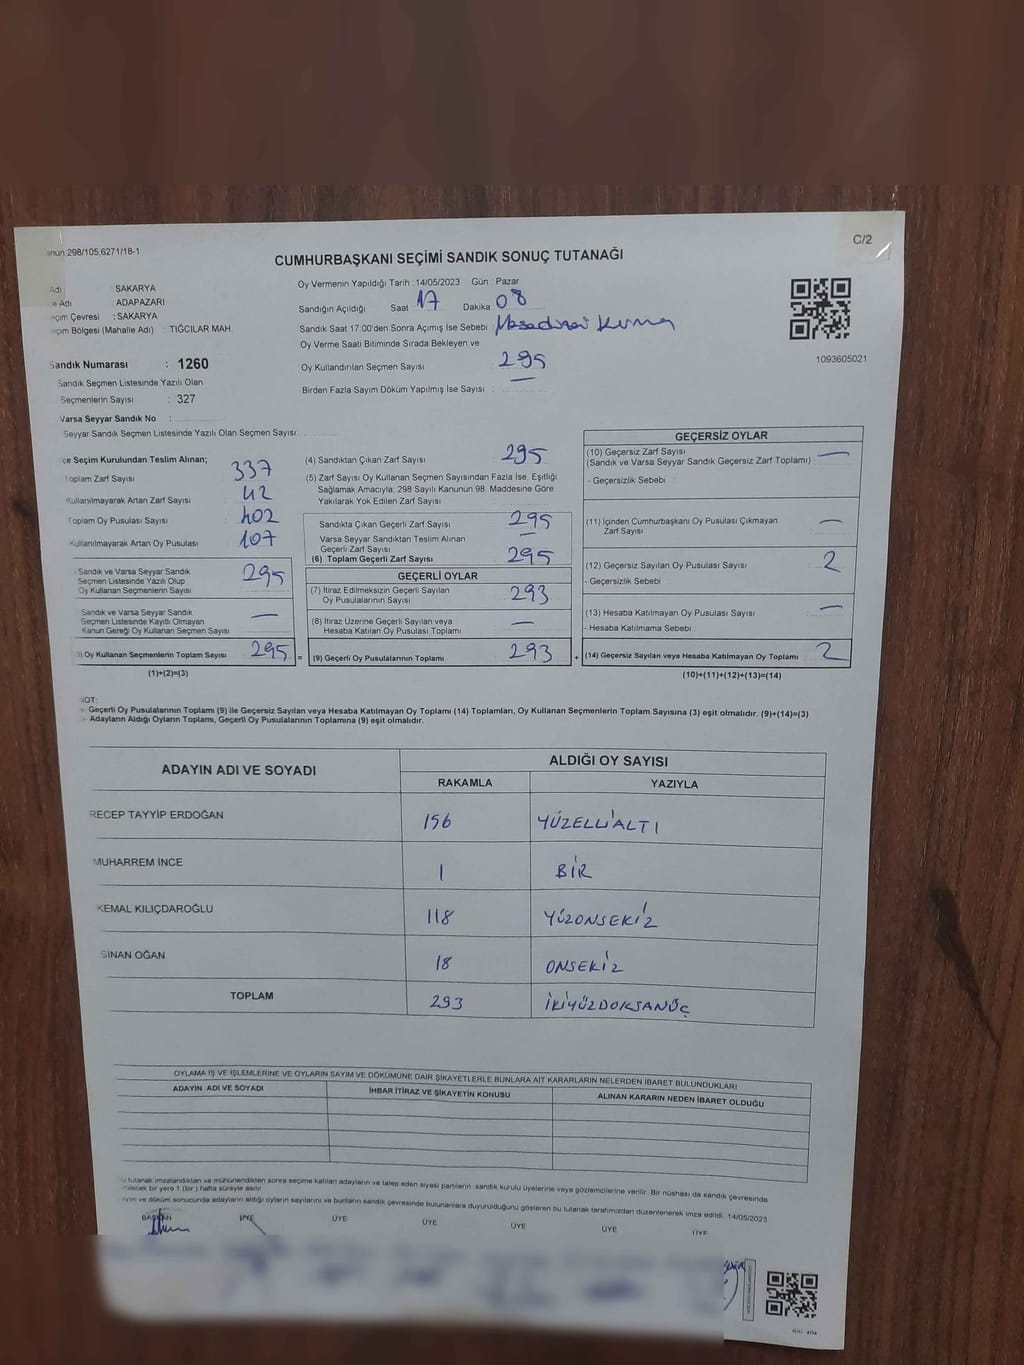 anun 298/105,6271/18-1
C/2
CUMHURBAŞKANI SEÇİMİ SANDIK SONUÇ TUTANAĞI
Adı : SAKARYA
Adı : ADAPAZARI
Çevresi : SAKARYA
Bölgesi (Mahalle Adı) : TIĞCILAR MAH.
Sandık Numarası : 1260
Sandık Seçmen Listesinde Yazılı Olan
Seçmenlerin Sayısı : 327
Varsa Seyyar Sandık No :
Seyyar Sandık Seçmen Listesinde Yazılı Olan Seçmen Sayısı:
Oy Vermenin Yapıldığı Tarih : 14/05/2023 Gün : Pazar
Sandığın Açıldığı Saat 17 Dakika 08
Sandık Saat 17:00'den Sonra Açımış İse Sebebi
Oy Verme Saati Bitiminde Sırada Bekleyen ve
Oy Kullandırılan Seçmen Sayısı : 295
Birden Fazla Sayım Döküm Yapılmış İse Sayısı :
1093605021
Seçim Kurulundan Teslim Alınan;
Toplam Zarf Sayısı : 337
Kullanılmayarak Artan Zarf Sayısı : 42
Toplam Oy Pusulası Sayısı : 402
Kullanılmayarak Artan Oy Pusulası : 107
Sandık ve Varsa Seyyar Sandık
Seçmen Listesinde Yazılı Olup
Oy Kullanan Seçmenlerin Sayısı 295
Sandık ve Varsa Seyyar Sandık
Seçmen Listesinde Kayıtlı Olmayan
Kanun Gereği Oy Kullanan Seçmen Sayısı —
Oy Kullanan Seçmenlerin Toplam Sayısı 295 =
(1)+(2)=(3)
(4) Sandıktan Çıkan Zarf Sayısı : 295
(5) Zarf Sayısı Oy Kullanan Seçmen Sayısından Fazla İse, Eşitliği
Sağlamak Amacıyla, 298 Sayılı Kanunun 98. Maddesine Göre
Yakılarak Yok Edilen Zarf Sayısı :
Sandıkta Çıkan Geçerli Zarf Sayısı 295
Varsa Seyyar Sandıktan Teslim Alınan
Geçerli Zarf Sayısı —
(6) Toplam Geçerli Zarf Sayısı 295
GEÇERLİ OYLAR
(7) İtiraz Edilmeksizin Geçerli Sayılan
Oy Pusulalarının Sayısı 293
(8) İtiraz Üzerine Geçerli Sayılan veya
Hesaba Katılan Oy Pusulası Toplamı —
(9) Geçerli Oy Pusulalarının Toplamı 293 +
GEÇERSİZ OYLAR
(10) Geçersiz Zarf Sayısı
(Sandık ve Varsa Seyyar Sandık Geçersiz Zarf Toplamı) —
- Geçersizlik Sebebi :
(11) İçinden Cumhurbaşkanı Oy Pusulası Çıkmayan
Zarf Sayısı —
(12) Geçersiz Sayılan Oy Pusulası Sayısı 2
- Geçersizlik Sebebi
(13) Hesaba Katılmayan Oy Pusulası Sayısı —
- Hesaba Katılmama Sebebi :
(14) Geçersiz Sayılan veya Hesaba Katılmayan Oy Toplamı 2
(10)+(11)+(12)+(13)=(14)
NOT:
Geçerli Oy Pusulalarının Toplamı (9) ile Geçersiz Sayılan veya Hesaba Katılmayan Oy Toplamı (14) Toplamları, Oy Kullanan Seçmenlerin Toplam Sayısına (3) eşit olmalıdır. (9)+(14)=(3)
Adayların Aldığı Oyların Toplamı, Geçerli Oy Pusulalarının Toplamına (9) eşit olmalıdır.
ADAYIN ADI VE SOYADI ALDIĞI OY SAYISI
RAKAMLA YAZIYLA
RECEP TAYYİP ERDOĞAN 156 YÜZELLİALTI
MUHARREM İNCE 1 BİR
KEMAL KILIÇDAROĞLU 118 YÜZONSEKİZ
SİNAN OĞAN 18 ONSEKİZ
TOPLAM 293 İKİYÜZDOKSANÜÇ
OYLAMA İŞ VE İŞLEMLERİNE VE OYLARIN SAYIM VE DÖKÜMÜNE DAİR ŞİKAYETLERLE BUNLARA AİT KARARLARIN NELERDEN İBARET BULUNDUKLARI
ADAYIN ADI VE SOYADI İHBAR İTİRAZ VE ŞİKAYETİN KONUSU ALINAN KARARIN NEDEN İBARET OLDUĞU
tutanak imzalandıktan ve mühürlendikten sonra seçime katılan adayların ve talep eden siyasi partilerin sandık kurulu üyelerine veya gözlemcilerine verilir. Bir nüshası da sandık çevresinde
bir yere 1 (bir) hafta süreyle asılır.
ve döküm sonucunda adayların aldığı oyların sayılarını ve bunların sandık çevresinde bulunanlara duyurulduğunu gösteren bu tutanak tarafımızdan düzenlenerek imza edildi. 14/05/2023
BAŞKAN ÜYE ÜYE ÜYE ÜYE ÜYE ÜYE